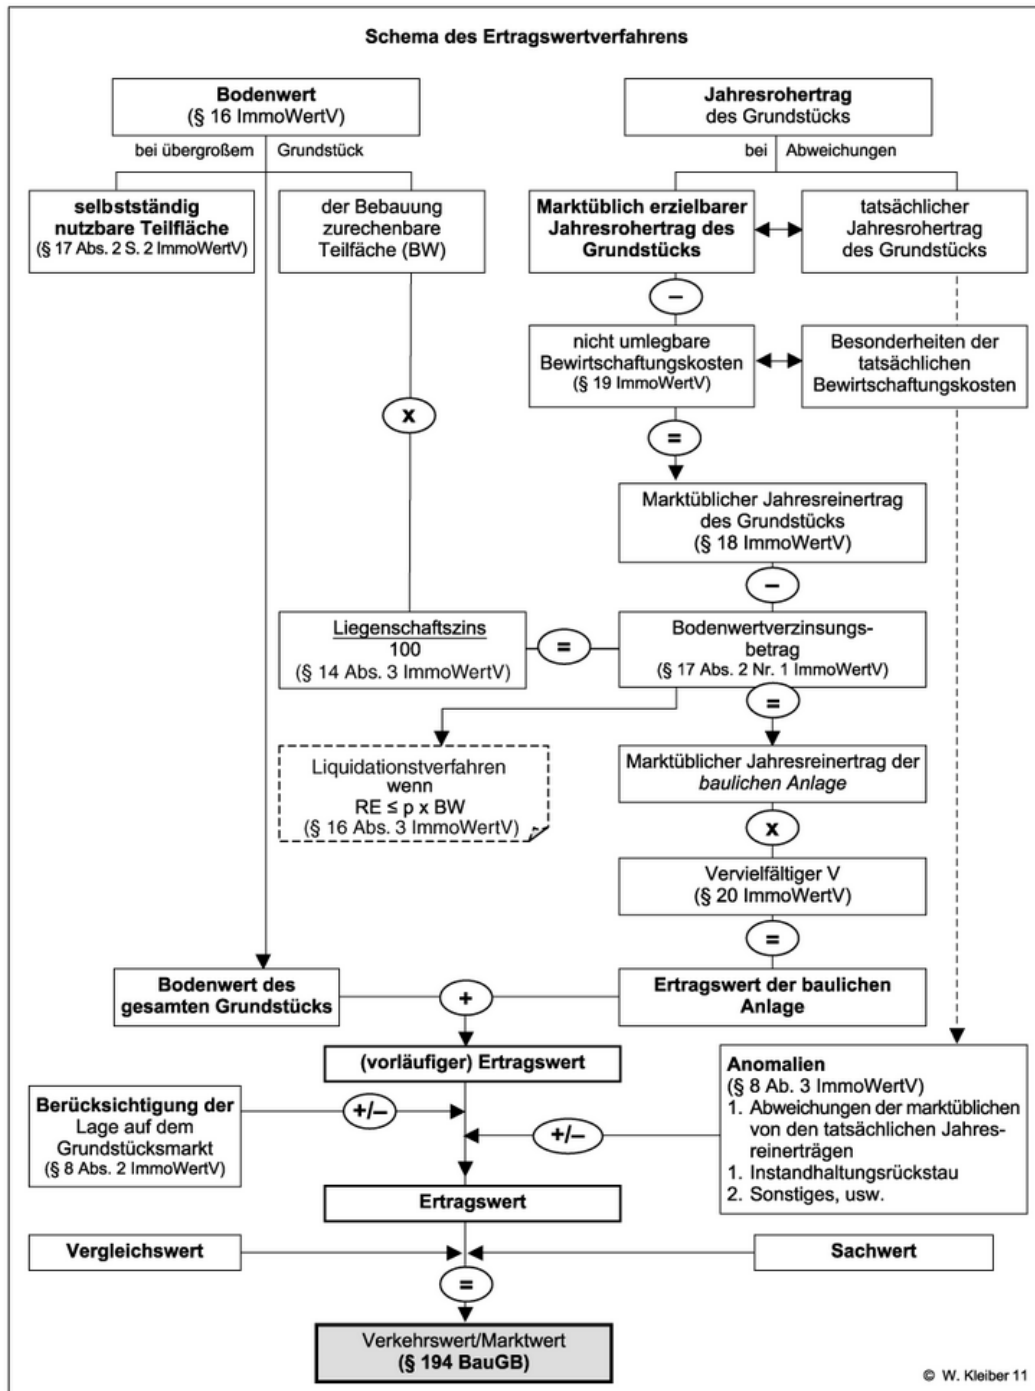 Schema des Ertragswertverfahrens
Bodenwert
(§ 16 ImmoWertV)
Jahresrohertrag
des Grundstücks
bei übergroßem Grundstück
bei Abweichungen
selbstständig
nutzbare Teilfläche
(§ 17 Abs. 2 S. 2 ImmoWertV)
der Bebauung
zurechenbare
Teilfäche (BW)
Marktüblich erzielbarer
Jahresrohertrag des
Grundstücks
tatsächlicher
Jahresrohertrag
des Grundstücks
–
nicht umlegbare
Bewirtschaftungskosten
(§ 19 ImmoWertV)
Besonderheiten der
tatsächlichen
Bewirtschaftungskosten
x
=
Marktüblicher Jahresreinertrag
des Grundstücks
(§ 18 ImmoWertV)
–
Liegenschaftszins
100
(§ 14 Abs. 3 ImmoWertV)
=
Bodenwertverzinsungs-
betrag
(§ 17 Abs. 2 Nr. 1 ImmoWertV)
=
Liquidationstverfahren
wenn
RE ≤ p x BW
(§ 16 Abs. 3 ImmoWertV)
Marktüblicher Jahresreinertrag der
baulichen Anlage
x
Vervielfältiger V
(§ 20 ImmoWertV)
=
Bodenwert des
gesamten Grundstücks
+
Ertragswert der baulichen
Anlage
(vorläufiger) Ertragswert
Berücksichtigung der
Lage auf dem
Grundstücksmarkt
(§ 8 Abs. 2 ImmoWertV)
+/–
+/–
Anomalien
(§ 8 Ab. 3 ImmoWertV)
1. Abweichungen der marktüblichen
von den tatsächlichen Jahres-
reinerträgen
1. Instandhaltungsrückstau
2. Sonstiges, usw.
Ertragswert
Vergleichswert
Sachwert
=
Verkehrswert/Marktwert
(§ 194 BauGB)
© W. Kleiber 11